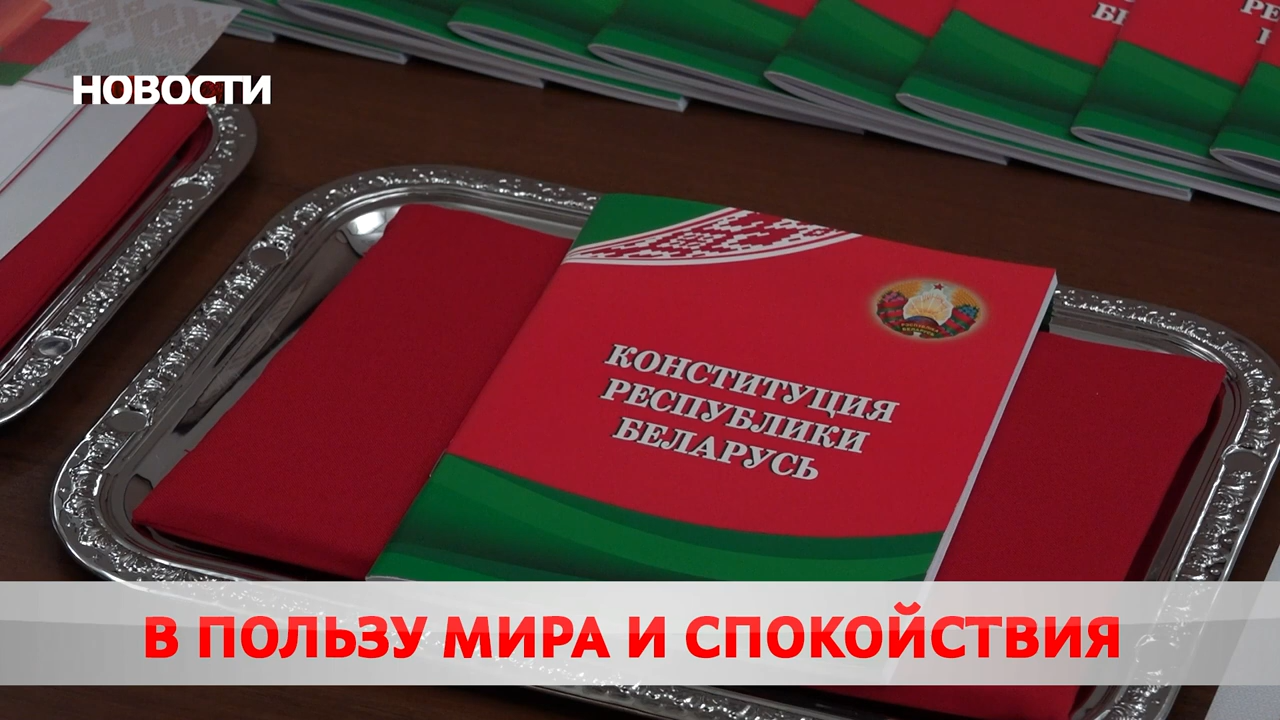 НОВОСТИ
КОНСТИТУЦИЯ
РЕСПУБЛИКИ
БЕЛАРУСЬ
В ПОЛЬЗУ МИРА И СПОКОЙСТВИЯ